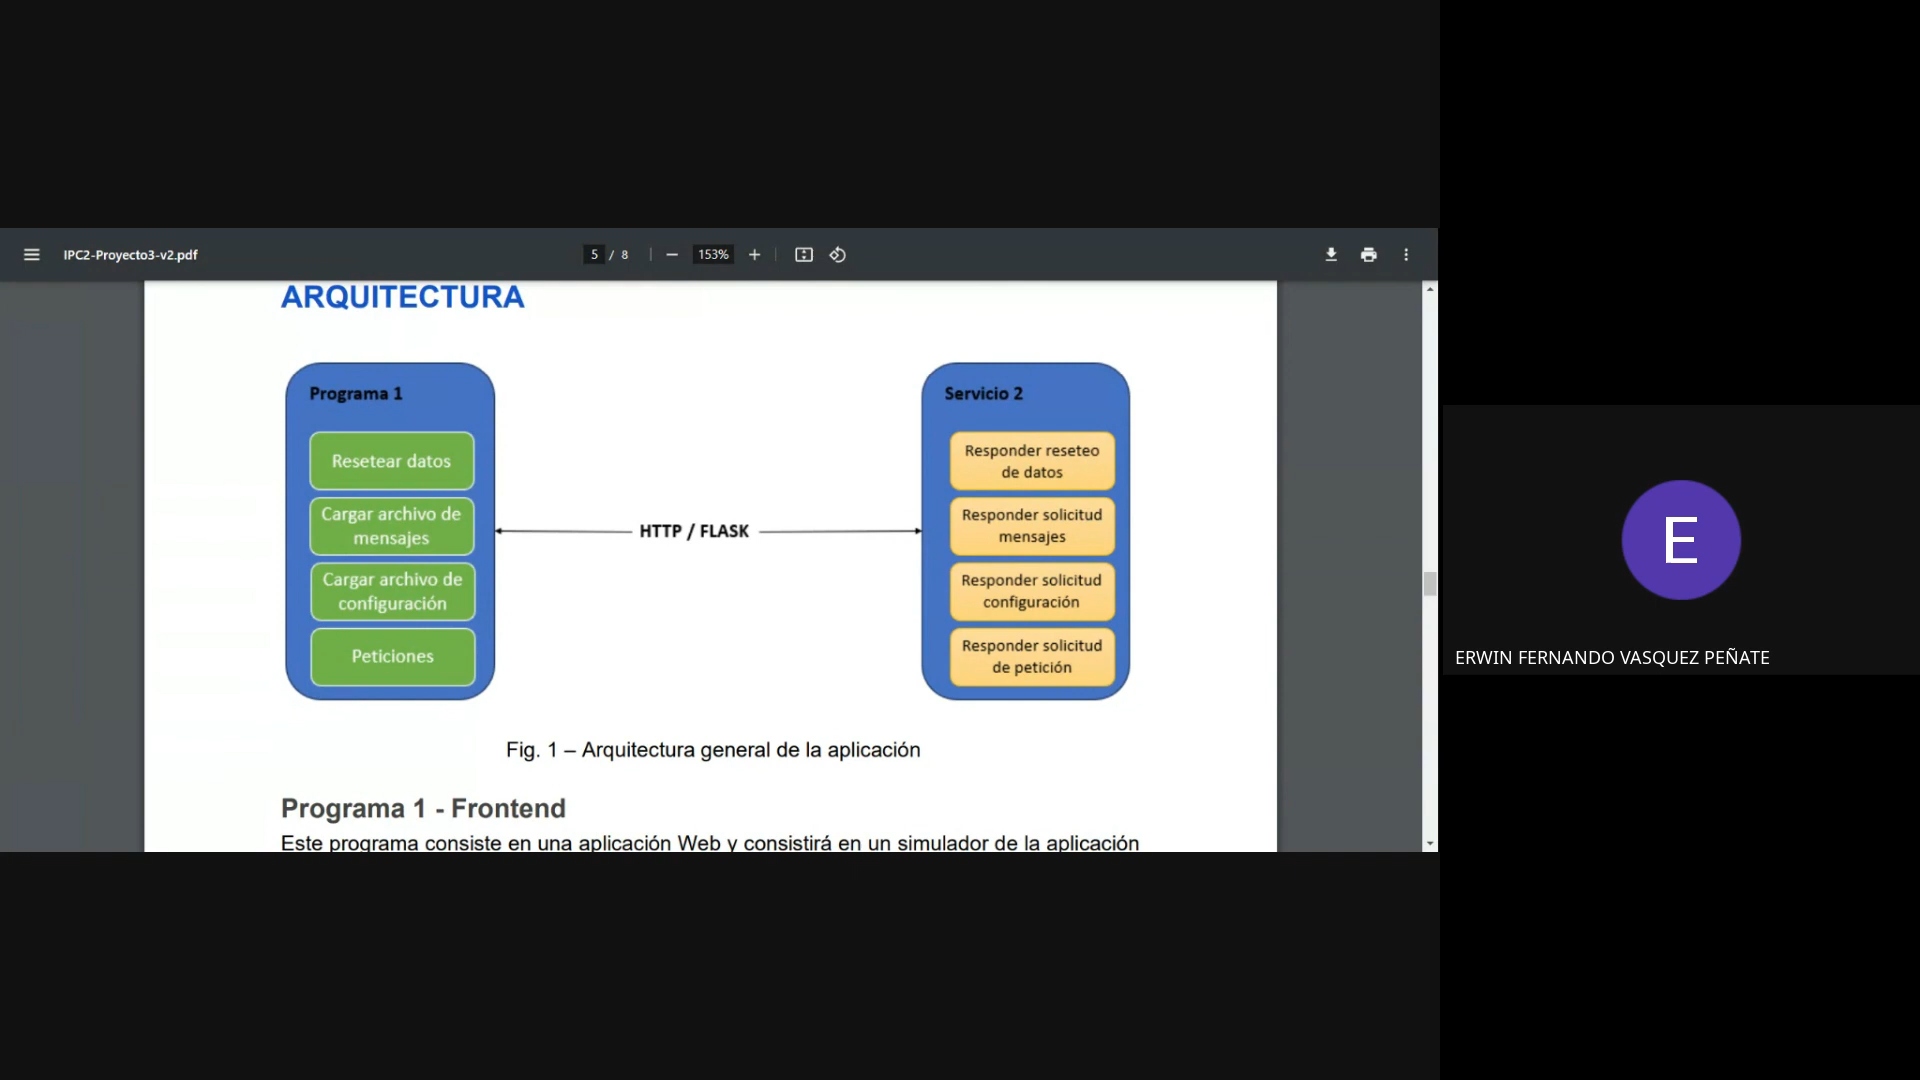 IPC2-Proyecto3-v2.pdf
5 / 8
153%
ARQUITECTURA
Programa 1
Resetear datos
Cargar archivo de
mensajes
Cargar archivo de
configuración
Peticiones
HTTP / FLASK
Servicio 2
Responder reseteo
de datos
Responder solicitud
mensajes
Responder solicitud
configuración
Responder solicitud
de petición
Fig. 1 – Arquitectura general de la aplicación
Programa 1 - Frontend
Este programa consiste en una aplicación Web y consistirá en un simulador de la aplicación
E
ERWIN FERNANDO VASQUEZ PEÑATE